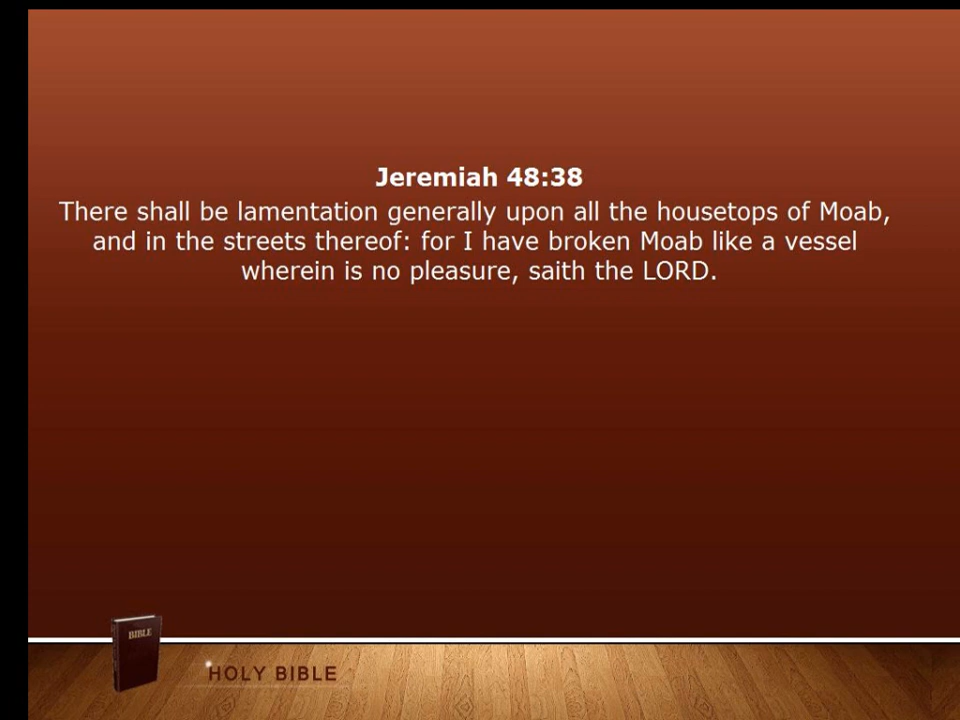 Jeremiah 48:38
There shall be lamentation generally upon all the housetops of Moab,
and in the streets thereof: for I have broken Moab like a vessel
wherein is no pleasure, saith the LORD.
BIBLE
HOLY BIBLE